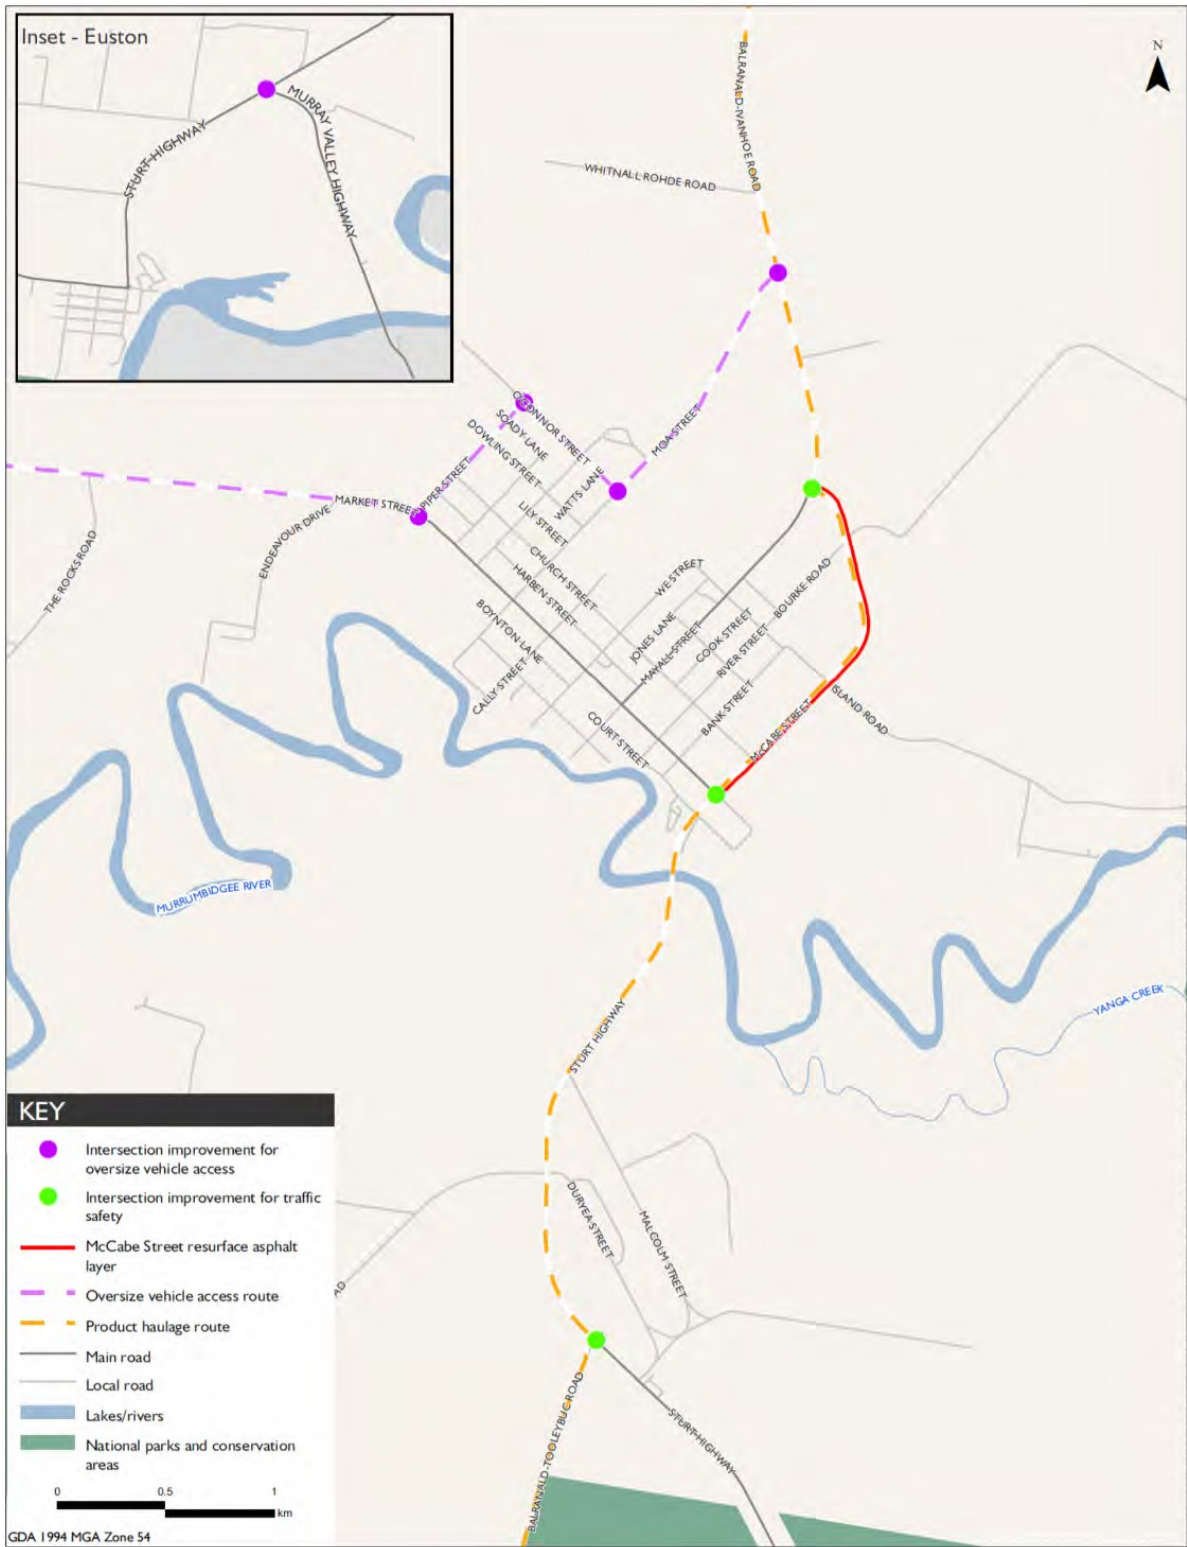 Inset - Euston
STURT HIGHWAY
MURRAY VALLEY HIGHWAY
N
BALRANALD-IVANHOE ROAD
WHITNALL ROHDE ROAD
O'CONNOR STREET
SOADY LANE
DOWLING STREET
MOA STREET
PIPER STREET
WATTS LANE
MARKET STREET
LILY STREET
ENDEAVOUR DRIVE
THE ROCKS ROAD
CHURCH STREET
HARBEN STREET
WE STREET
BOURKE ROAD
BOYNTON LANE
JONES LANE
MAYALL STREET
COOK STREET
RIVER STREET
CALLY STREET
BANK STREET
ISLAND ROAD
COURT STREET
McCABE STREET
MURRUMBIDGEE RIVER
YANGA CREEK
STURT HIGHWAY
DURYEA STREET
MALCOLM STREET
AD
BALRANALD-TOOLEYBUC ROAD
STURT HIGHWAY
KEY
Intersection improvement for
oversize vehicle access
Intersection improvement for traffic
safety
McCabe Street resurface asphalt
layer
Oversize vehicle access route
Product haulage route
Main road
Local road
Lakes/rivers
National parks and conservation
areas
0 0.5 1
km
GDA 1994 MGA Zone 54